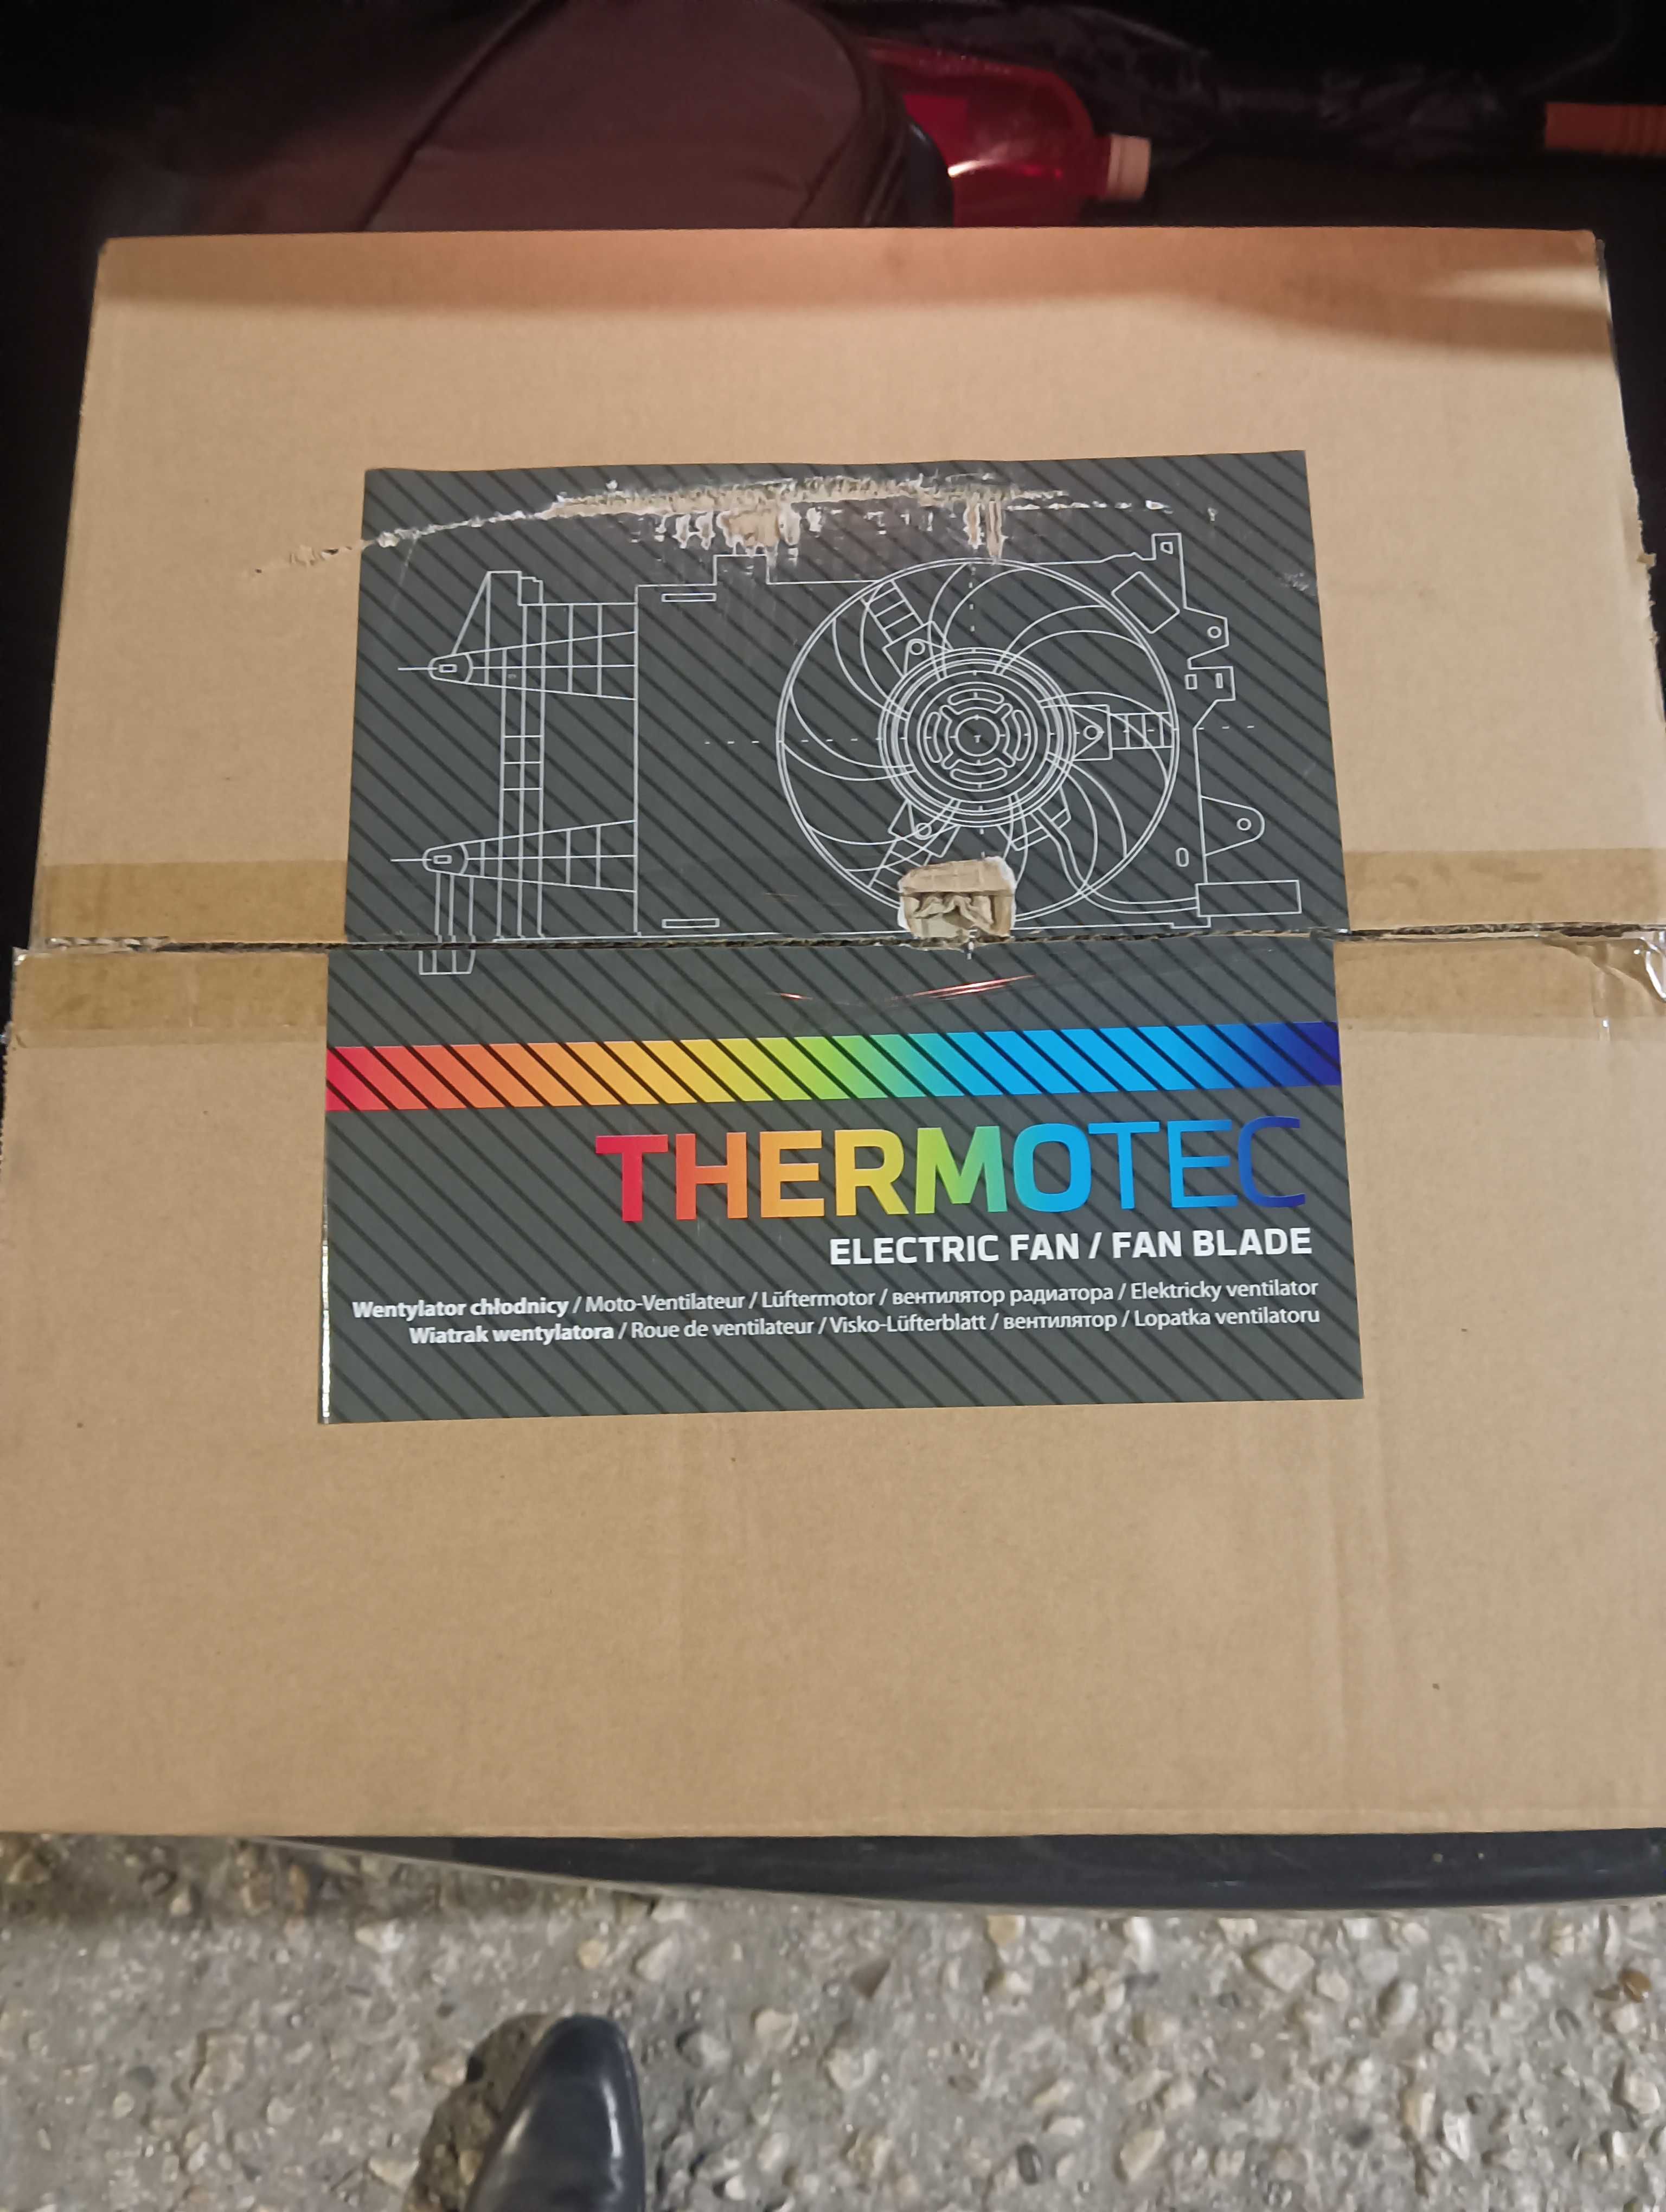 THERMOTEC
ELECTRIC FAN / FAN BLADE
Wentylator chłodnicy / Moto-Ventilateur / Lüftermotor / вентилятор радиатора / Elektricky ventilator
Wiatrak wentylatora / Roue de ventilateur / Visko-Lüfterblatt / вентилятор / Lopatka ventilatoru